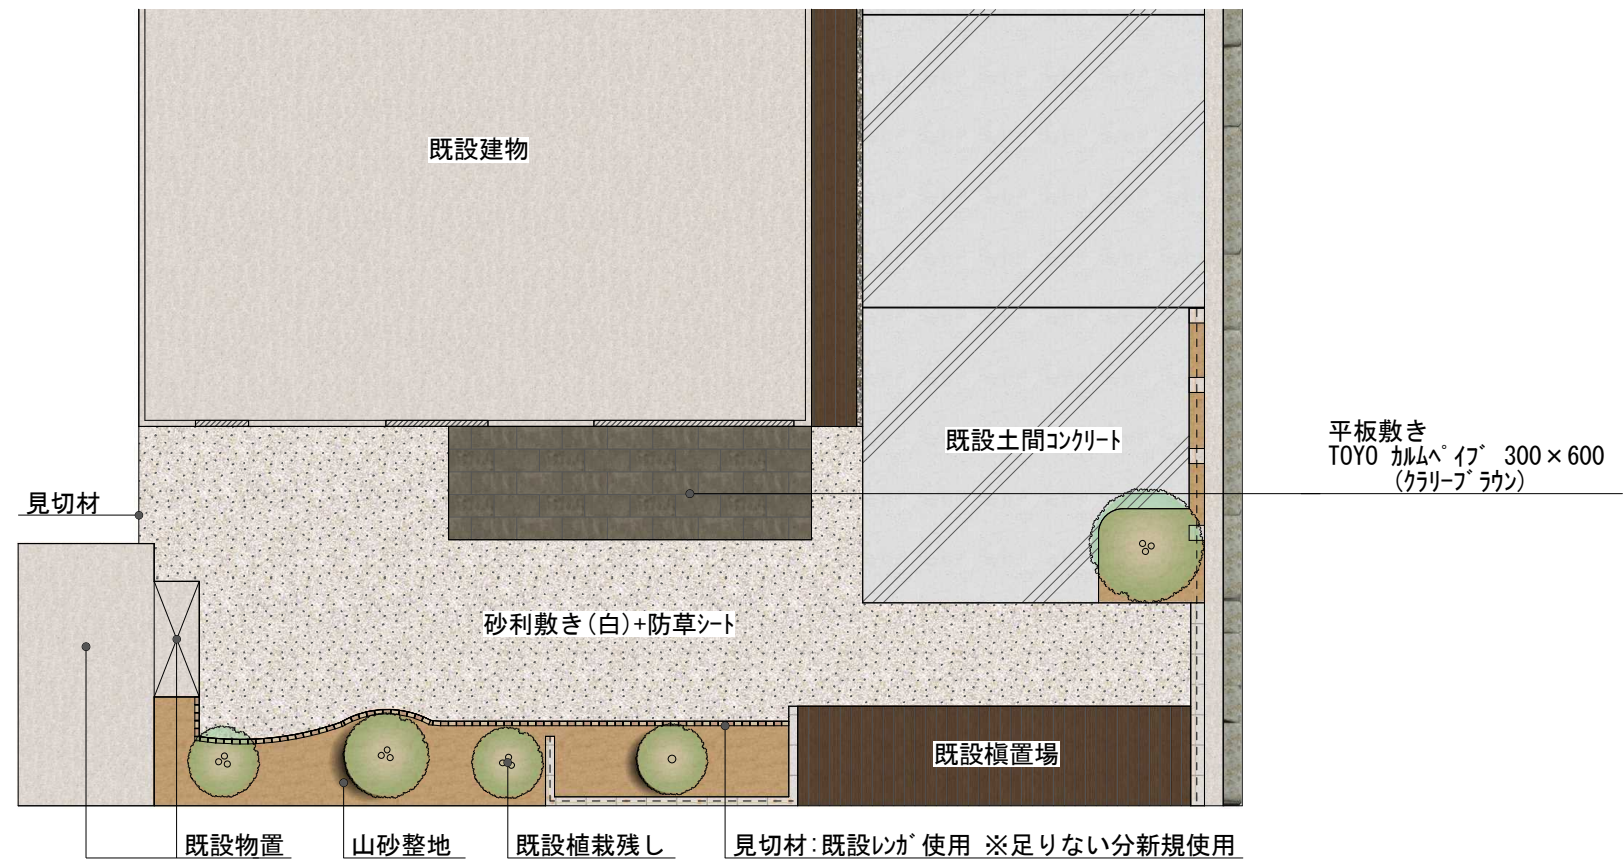 既設建物
既設土間ｺﾝｸﾘｰﾄ
平板敷き
TOYO ｶﾙﾑﾍﾟｲﾌﾞ 300×600
(ｸﾗﾘｰﾌﾞﾗｳﾝ)
見切材
砂利敷き(白)+防草ｼｰﾄ
既設槇置場
既設物置
山砂整地
既設植栽残し
見切材:既設ﾚﾝｶﾞ使用 ※足りない分新規使用